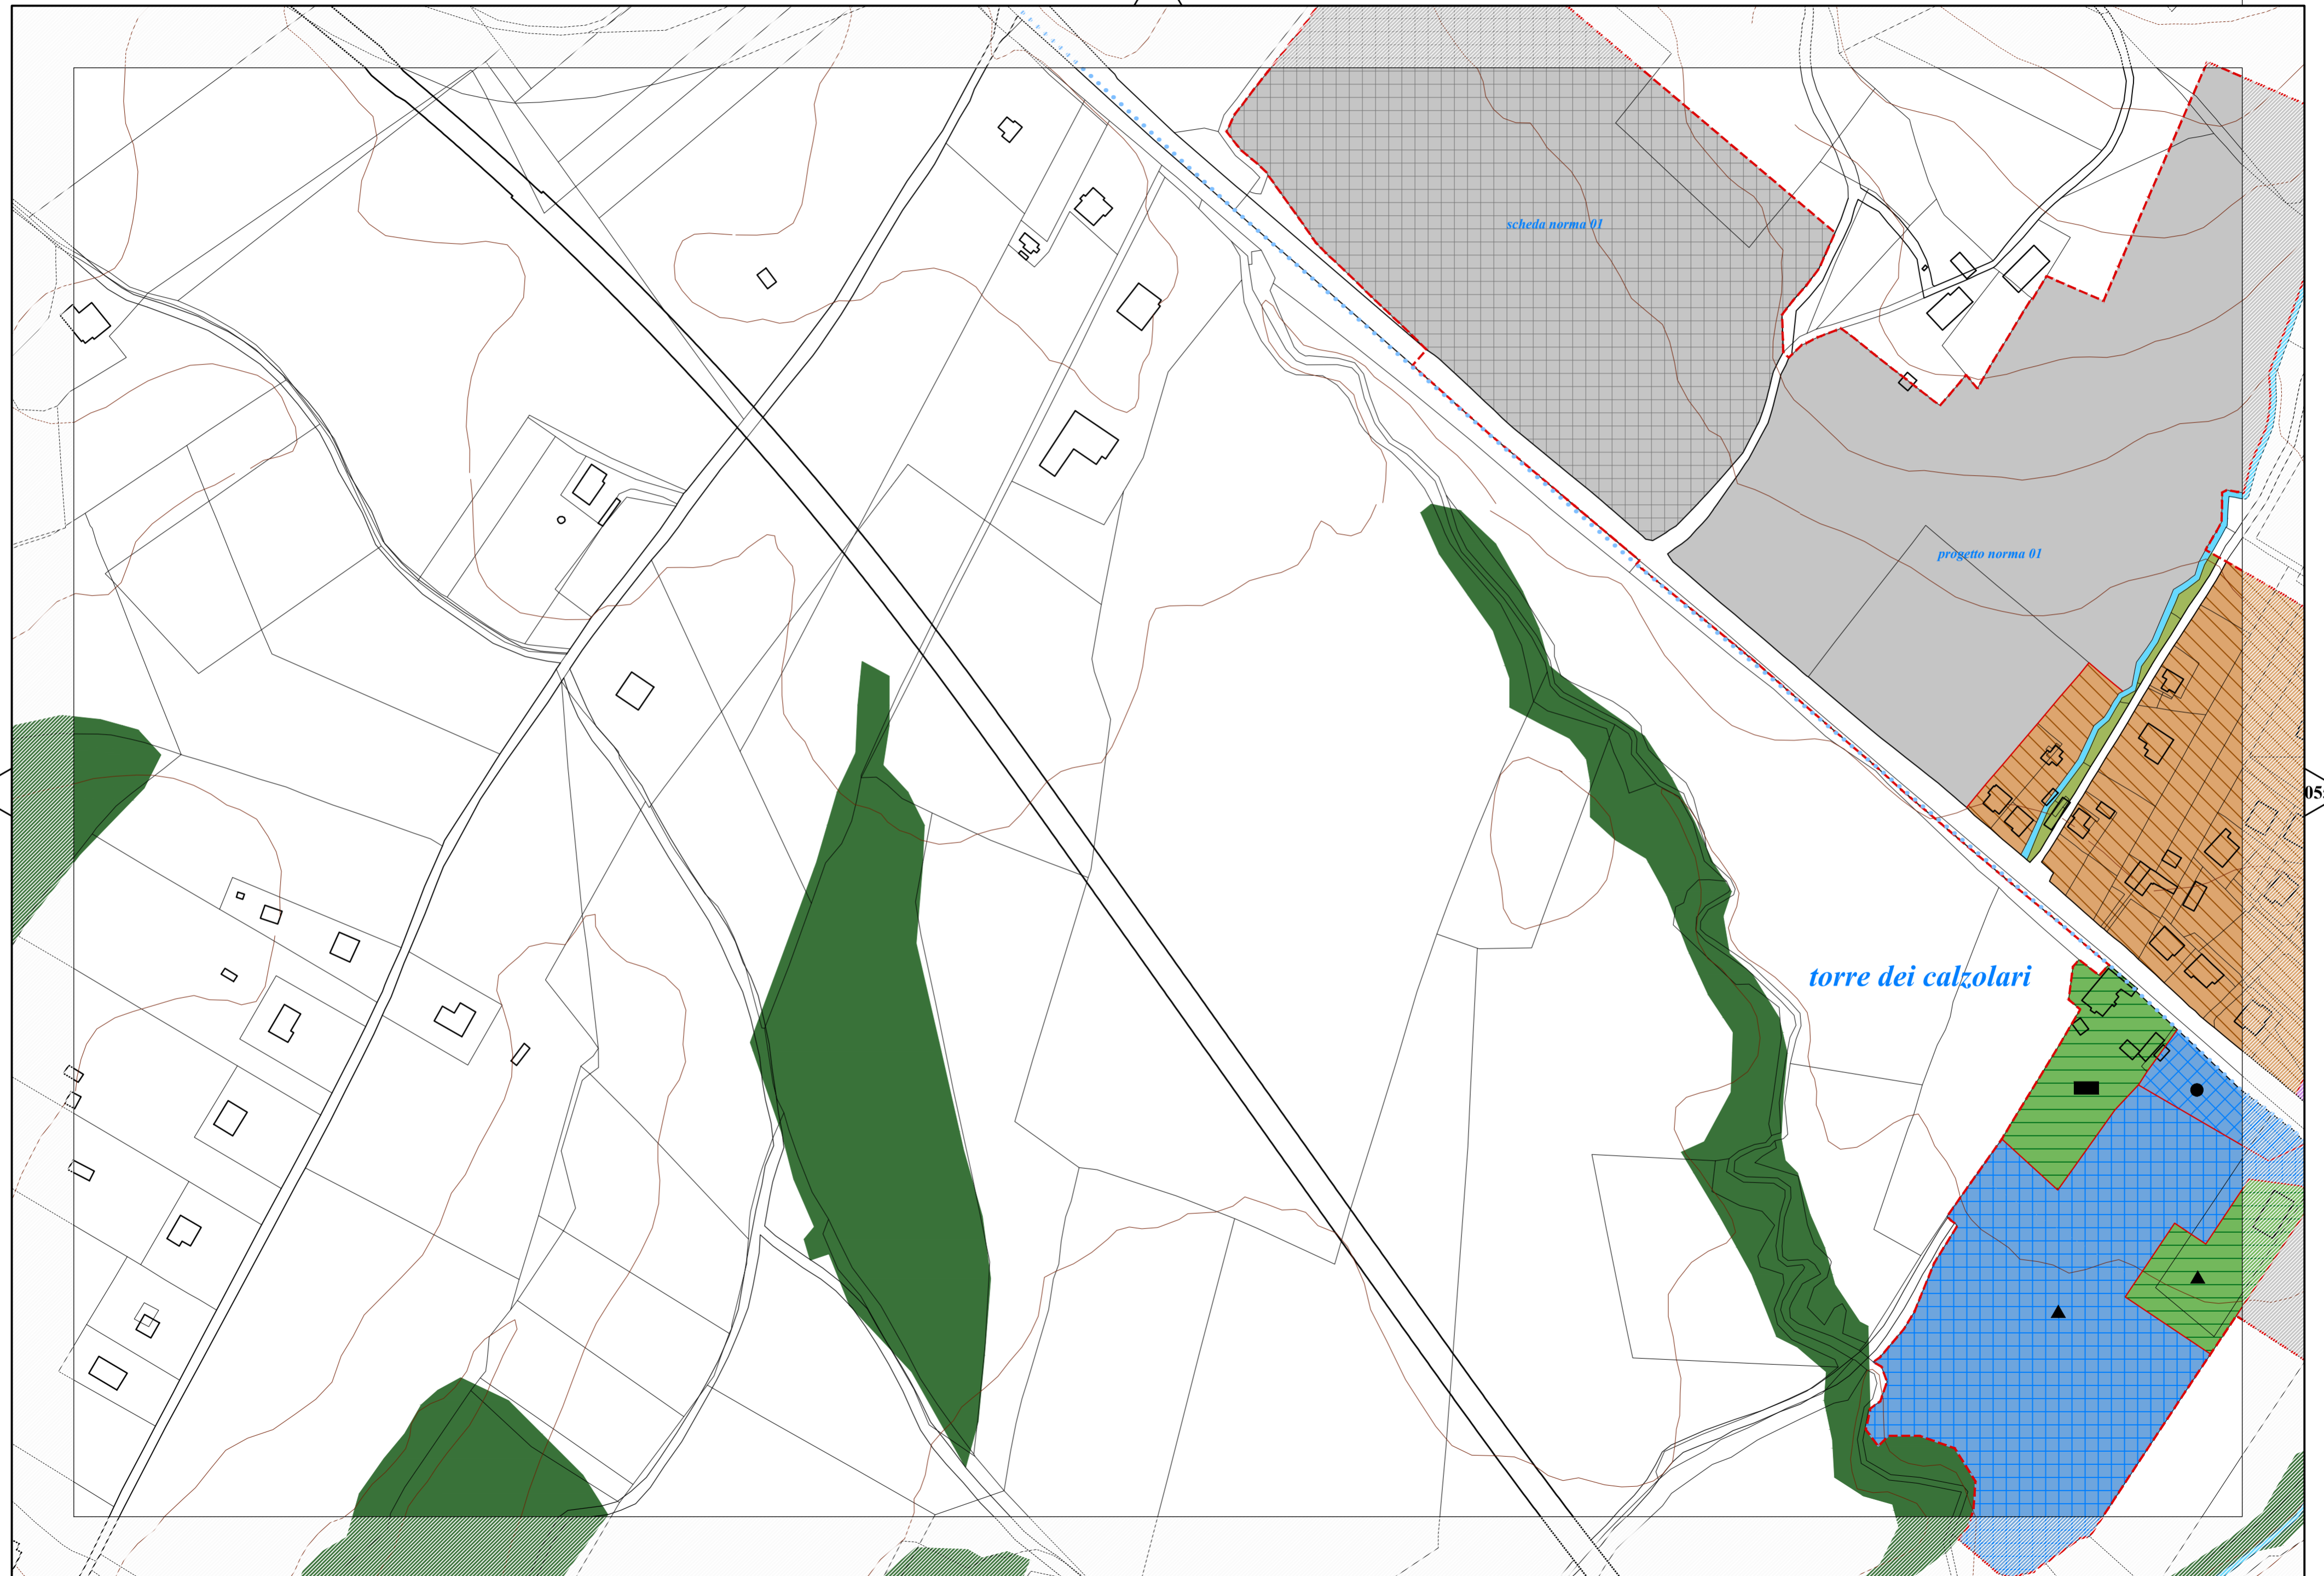 scheda norma 01
progetto norma 01
torre dei calzolari